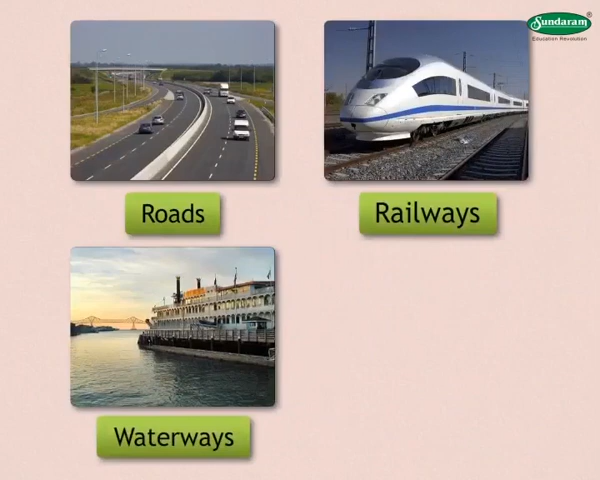 Sundaram®
Education Revolution
Roads
Railways
Waterways